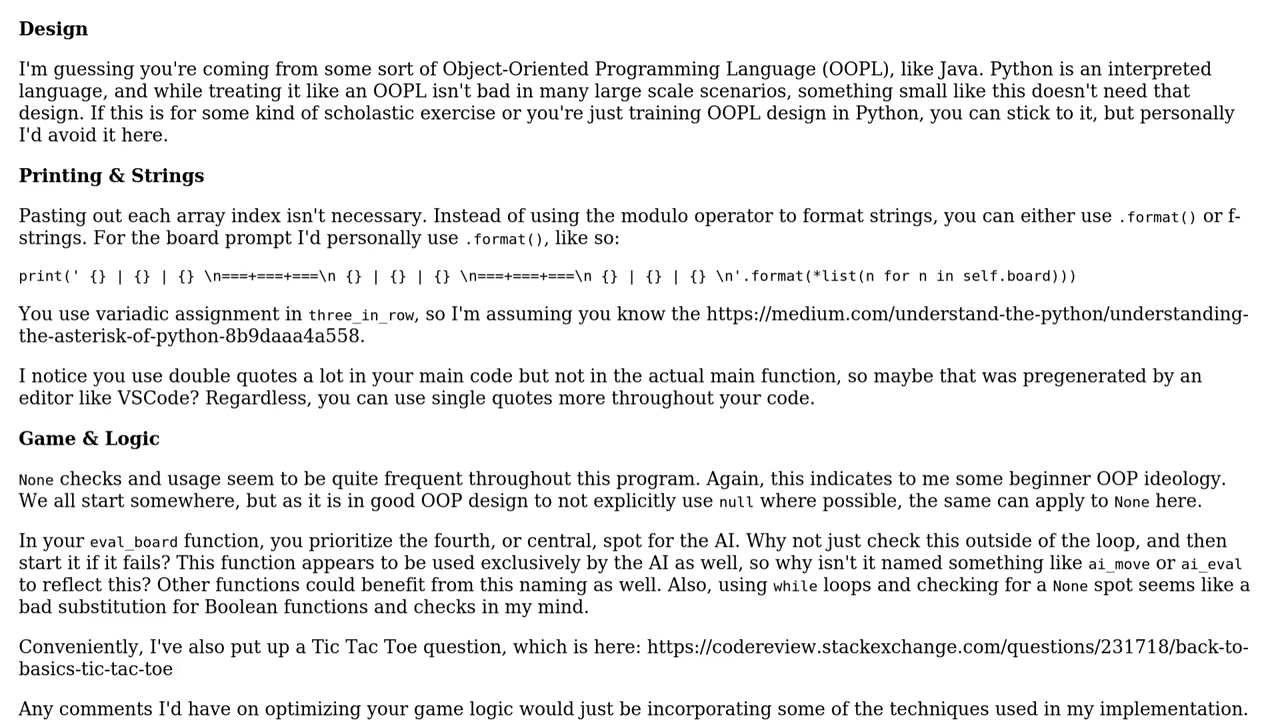 Design
I'm guessing you're coming from some sort of Object-Oriented Programming Language (OOPL), like Java. Python is an interpreted
language, and while treating it like an OOPL isn't bad in many large scale scenarios, something small like this doesn't need that
design. If this is for some kind of scholastic exercise or you're just training OOPL design in Python, you can stick to it, but personally
I'd avoid it here.
Printing & Strings
Pasting out each array index isn't necessary. Instead of using the modulo operator to format strings, you can either use .format() or f-
strings. For the board prompt I'd personally use .format(), like so:
print(' {} | {} | {} \n===+===+===\n {} | {} | {} \n===+===+===\n {} | {} | {} \n'.format(*list(n for n in self.board)))
You use variadic assignment in three_in_row, so I'm assuming you know the https://medium.com/understand-the-python/understanding-
the-asterisk-of-python-8b9daaa4a558.
I notice you use double quotes a lot in your main code but not in the actual main function, so maybe that was pregenerated by an
editor like VSCode? Regardless, you can use single quotes more throughout your code.
Game & Logic
None checks and usage seem to be quite frequent throughout this program. Again, this indicates to me some beginner OOP ideology.
We all start somewhere, but as it is in good OOP design to not explicitly use null where possible, the same can apply to None here.
In your eval_board function, you prioritize the fourth, or central, spot for the AI. Why not just check this outside of the loop, and then
start it if it fails? This function appears to be used exclusively by the AI as well, so why isn't it named something like ai_move or ai_eval
to reflect this? Other functions could benefit from this naming as well. Also, using while loops and checking for a None spot seems like a
bad substitution for Boolean functions and checks in my mind.
Conveniently, I've also put up a Tic Tac Toe question, which is here: https://codereview.stackexchange.com/questions/231718/back-to-
basics-tic-tac-toe
Any comments I'd have on optimizing your game logic would just be incorporating some of the techniques used in my implementation.